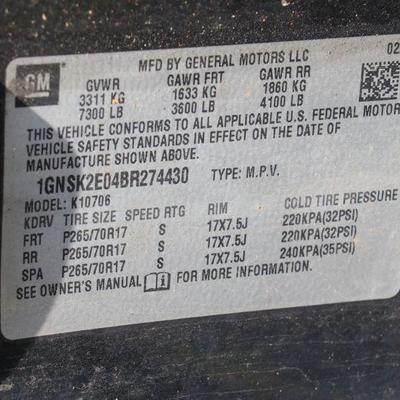 GM
MFD BY GENERAL MOTORS LLC 02
GVWR GAWR FRT GAWR RR
3311 KG 1633 KG 1860 KG
7300 LB 3600 LB 4100 LB
THIS VEHICLE CONFORMS TO ALL APPLICABLE U.S. FEDERAL MOTOR
VEHICLE SAFETY STANDARDS IN EFFECT ON THE DATE OF
MANUFACTURE SHOWN ABOVE.
1GNSK2E04BR274430 TYPE: M.P.V.
MODEL: K10706
KDRV TIRE SIZE SPEED RTG RIM COLD TIRE PRESSURE
FRT P265/70R17 S 17X7.5J 220KPA(32PSI)
RR P265/70R17 S 17X7.5J 220KPA(32PSI)
SPA P265/70R17 S 17X7.5J 240KPA(35PSI)
SEE OWNER'S MANUAL FOR MORE INFORMATION.